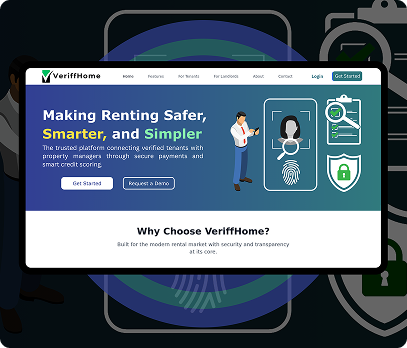 VeriffHome Home Features For Tenants For Landlords About Contact Login Get Started
Making Renting Safer,
Smarter, and Simpler
The trusted platform connecting verified tenants with
property managers through secure payments and
smart credit scoring.
Get Started Request a Demo
Why Choose VeriffHome?
Built for the modern rental market with security and transparency
at its core.